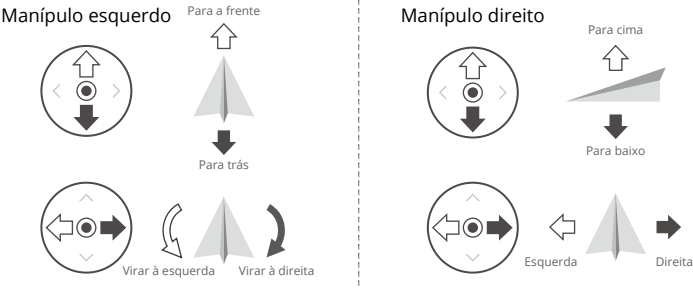 Manípulo esquerdo
Para a frente
Para trás
Virar à esquerda
Virar à direita
Manípulo direito
Para cima
Para baixo
Esquerda
Direita